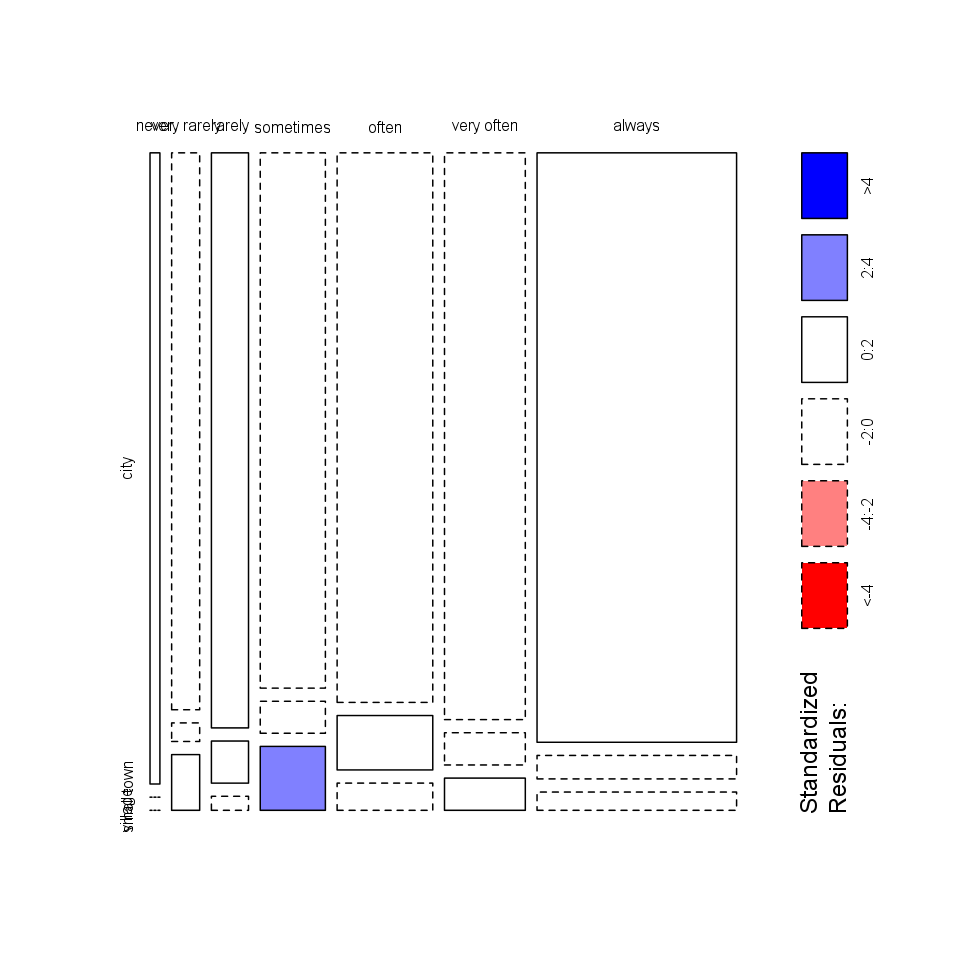 never
very rarely
rarely
sometimes
often
very often
always
city
small town
village
>4
2:4
0:2
-2:0
-4:-2
<-4
Standardized
Residuals: